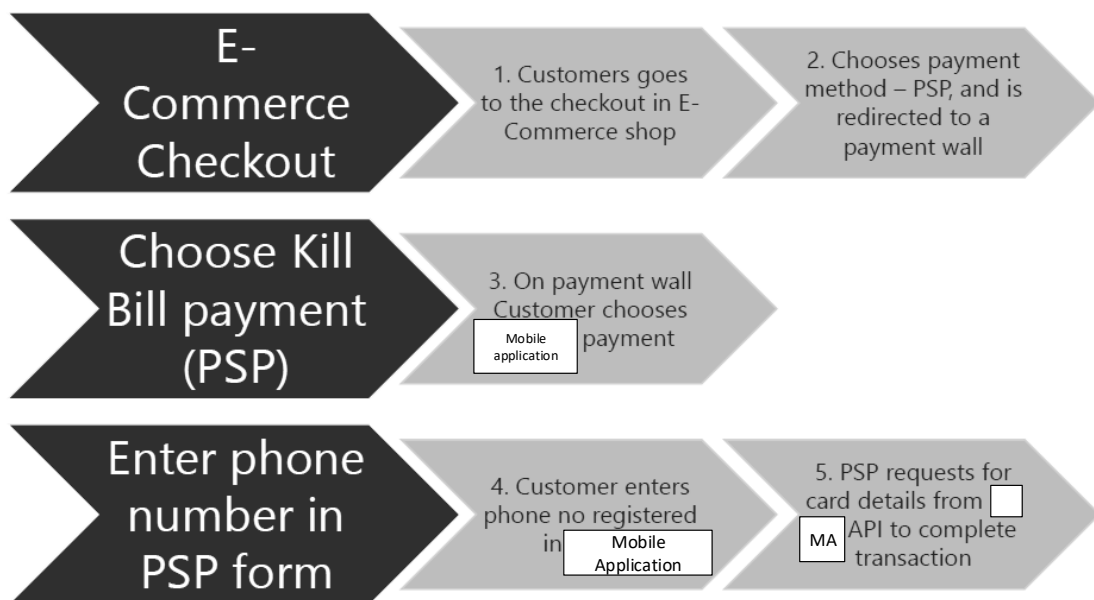 E-
Commerce
Checkout
1. Customers goes
to the checkout in E-
Commerce shop
2. Chooses payment
method – PSP, and is
redirected to a
payment wall
Choose Kill
Bill payment
(PSP)
3. On payment wall
Customer chooses
Mobile
application
payment
Enter phone
number in
PSP form
4. Customer enters
phone no registered
in
Mobile
Application
5. PSP requests for
card details from
MA API to complete
transaction